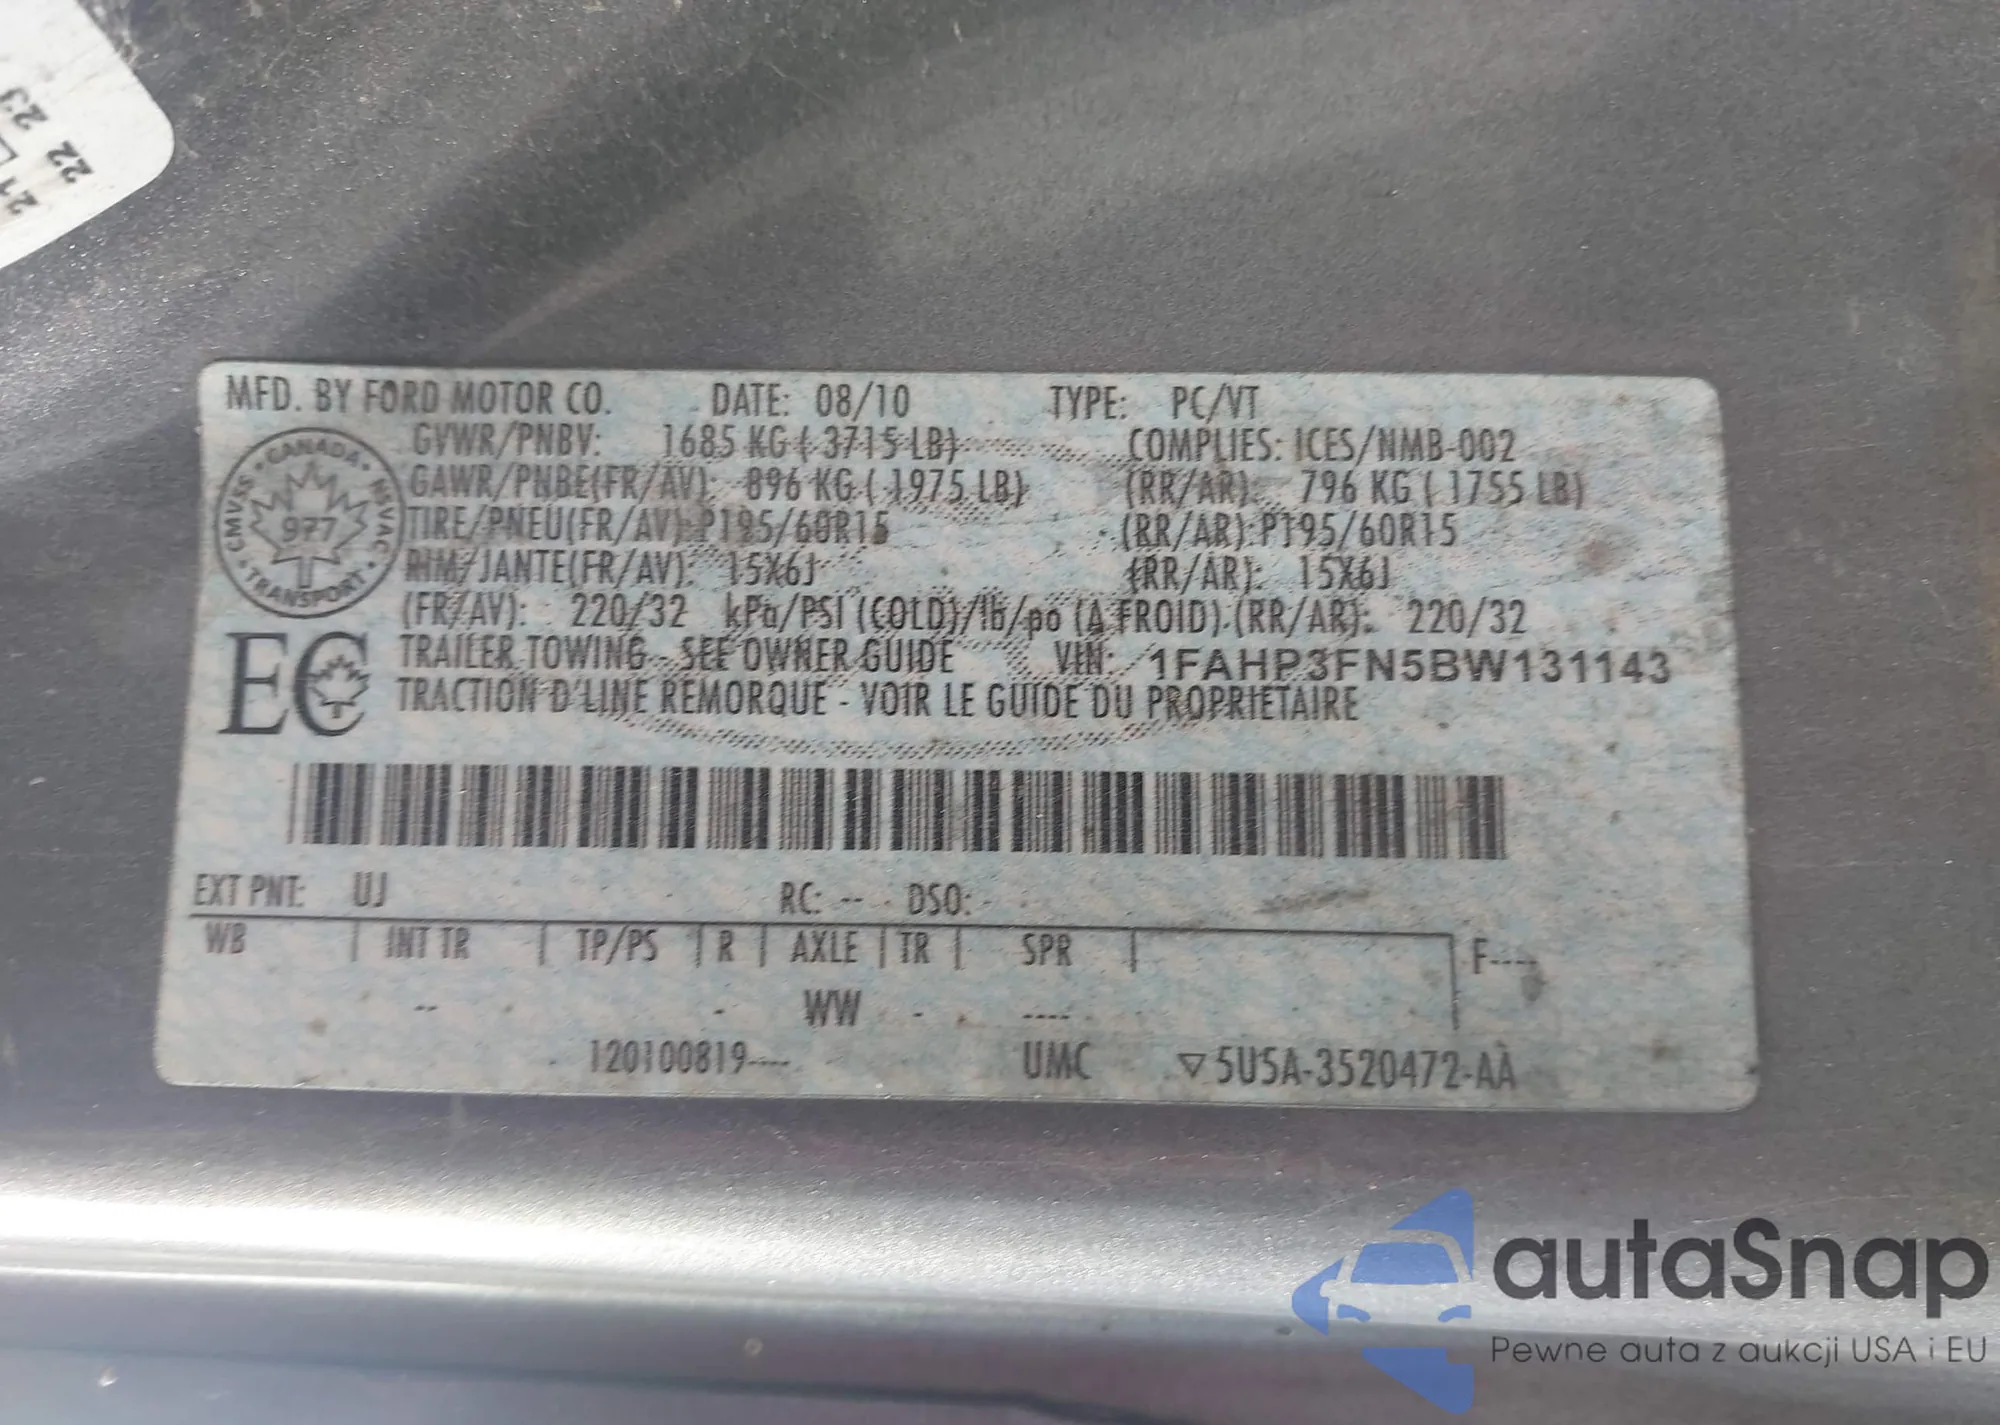 22 23
21
MFD. BY FORD MOTOR CO. DATE: 08/10 TYPE: PC/VT
GVWR/PNBV: 1685 KG ( 3715 LB) COMPLIES: ICES/NMB-002
GAWR/PNBE(FR/AV): 896 KG ( 1975 LB) (RR/AR): 796 KG ( 1755 LB)
TIRE/PNEU(FR/AV):P195/60R15 (RR/AR):P195/60R15
RIM/JANTE(FR/AV): 15X6J (RR/AR): 15X6J
(FR/AV): 220/32 kPa/PSI (COLD)/lb/po (A FROID) (RR/AR): 220/32
TRAILER TOWING - SEE OWNER GUIDE VIN: 1FAHP3FN5BW131143
TRACTION D'LINE REMORQUE - VOIR LE GUIDE DU PROPRIETAIRE
CANADA
CMVSS 977 NSVAC
TRANSPORT
EC
EXT PNT: UJ RC: -- DSO:
WB | INT TR | TP/PS | R | AXLE | TR | SPR | F----
-- - WW - ----
120100819---- UMC ▽5U5A-3520472-AA
autaSnap
Pewne auta z aukcji USA i EU